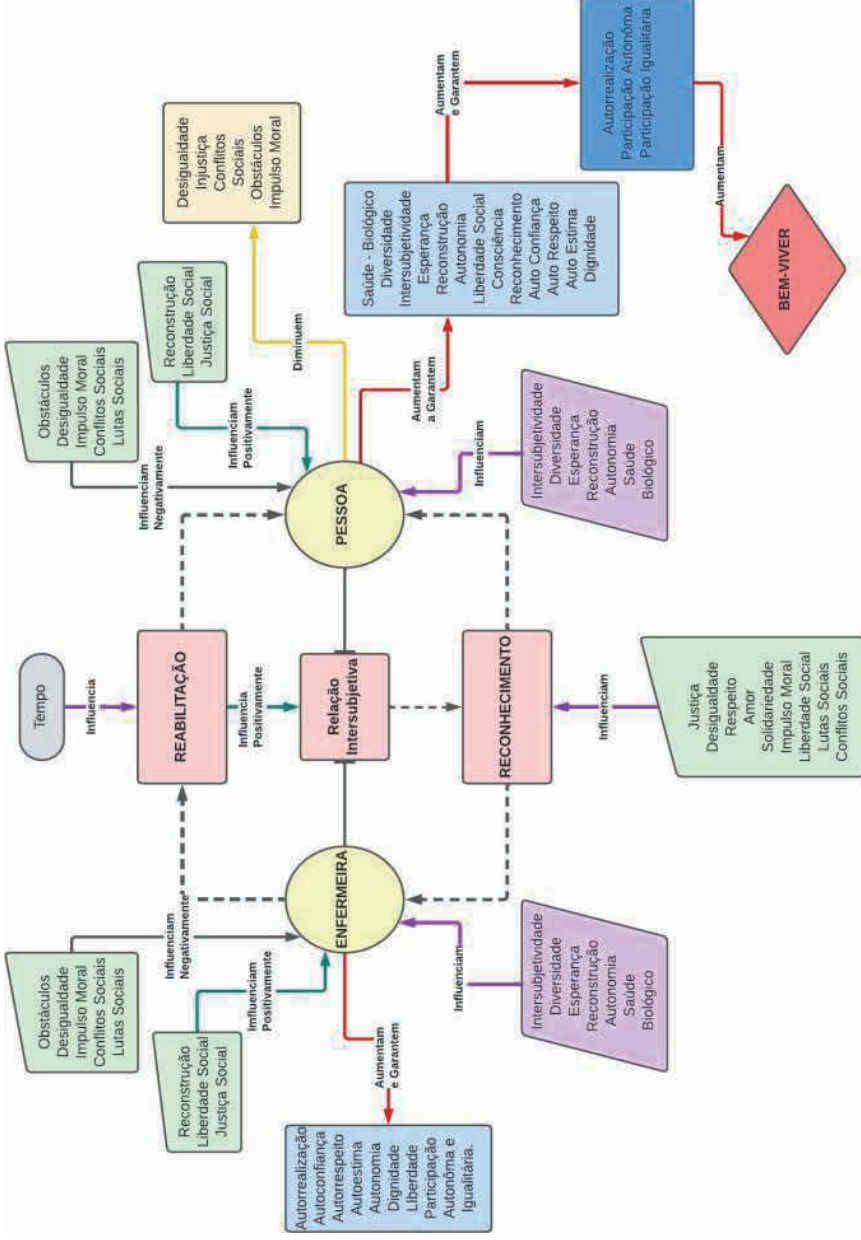 Tempo
Influencia
Obstáculos
Desigualdade
Impulso Moral
Conflitos Sociais
Lutas Sociais
Influenciam
Negativamente
Reconstrução
Liberdade Social
Justiça Social
Influenciam
Positivamente
REABILITAÇÃO
Influencia
Positivamente
Obstáculos
Desigualdade
Impulso Moral
Conflitos Sociais
Lutas Sociais
Influenciam
Negativamente
Reconstrução
Liberdade Social
Justiça Social
Influenciam
Positivamente
Desigualdade
Injustiça
Conflitos
Sociais
Obstáculos
Impulso Moral
Diminuem
ENFERMEIRA
Relação
Intersubjetiva
PESSOA
Aumentam
e Garantem
Autorrealização
Autoconfiança
Autorrespeito
Autoestima
Autonomia
Dignidade
LIberdade
Participação
Autonôma e
Igualitária.
Aumentam
a Garantem
Saúde - Biológico
Diversidade
Intersubjetividade
Esperança
Reconstrução
Autonomia
Liberdade Social
Consciência
Reconhecimento
Auto Confiança
Auto Respeito
Auto Estima
Dignidade
Aumentam
e Garantem
Autorrealização
Participação Autonôma
Participação Igualitária
Aumentam
BEM-VIVER
RECONHECIMENTO
Influenciam
Intersubjetividade
Diversidade
Esperança
Reconstrução
Autonomia
Saúde
Biológico
Influenciam
Justiça
Desigualdade
Respeito
Amor
Solidariedade
Impulso Moral
Liberdade Social
Lutas Sociais
Conflitos Sociais
Influenciam
Intersubjetividade
Diversidade
Esperança
Reconstrução
Autonomia
Saúde
Biológico